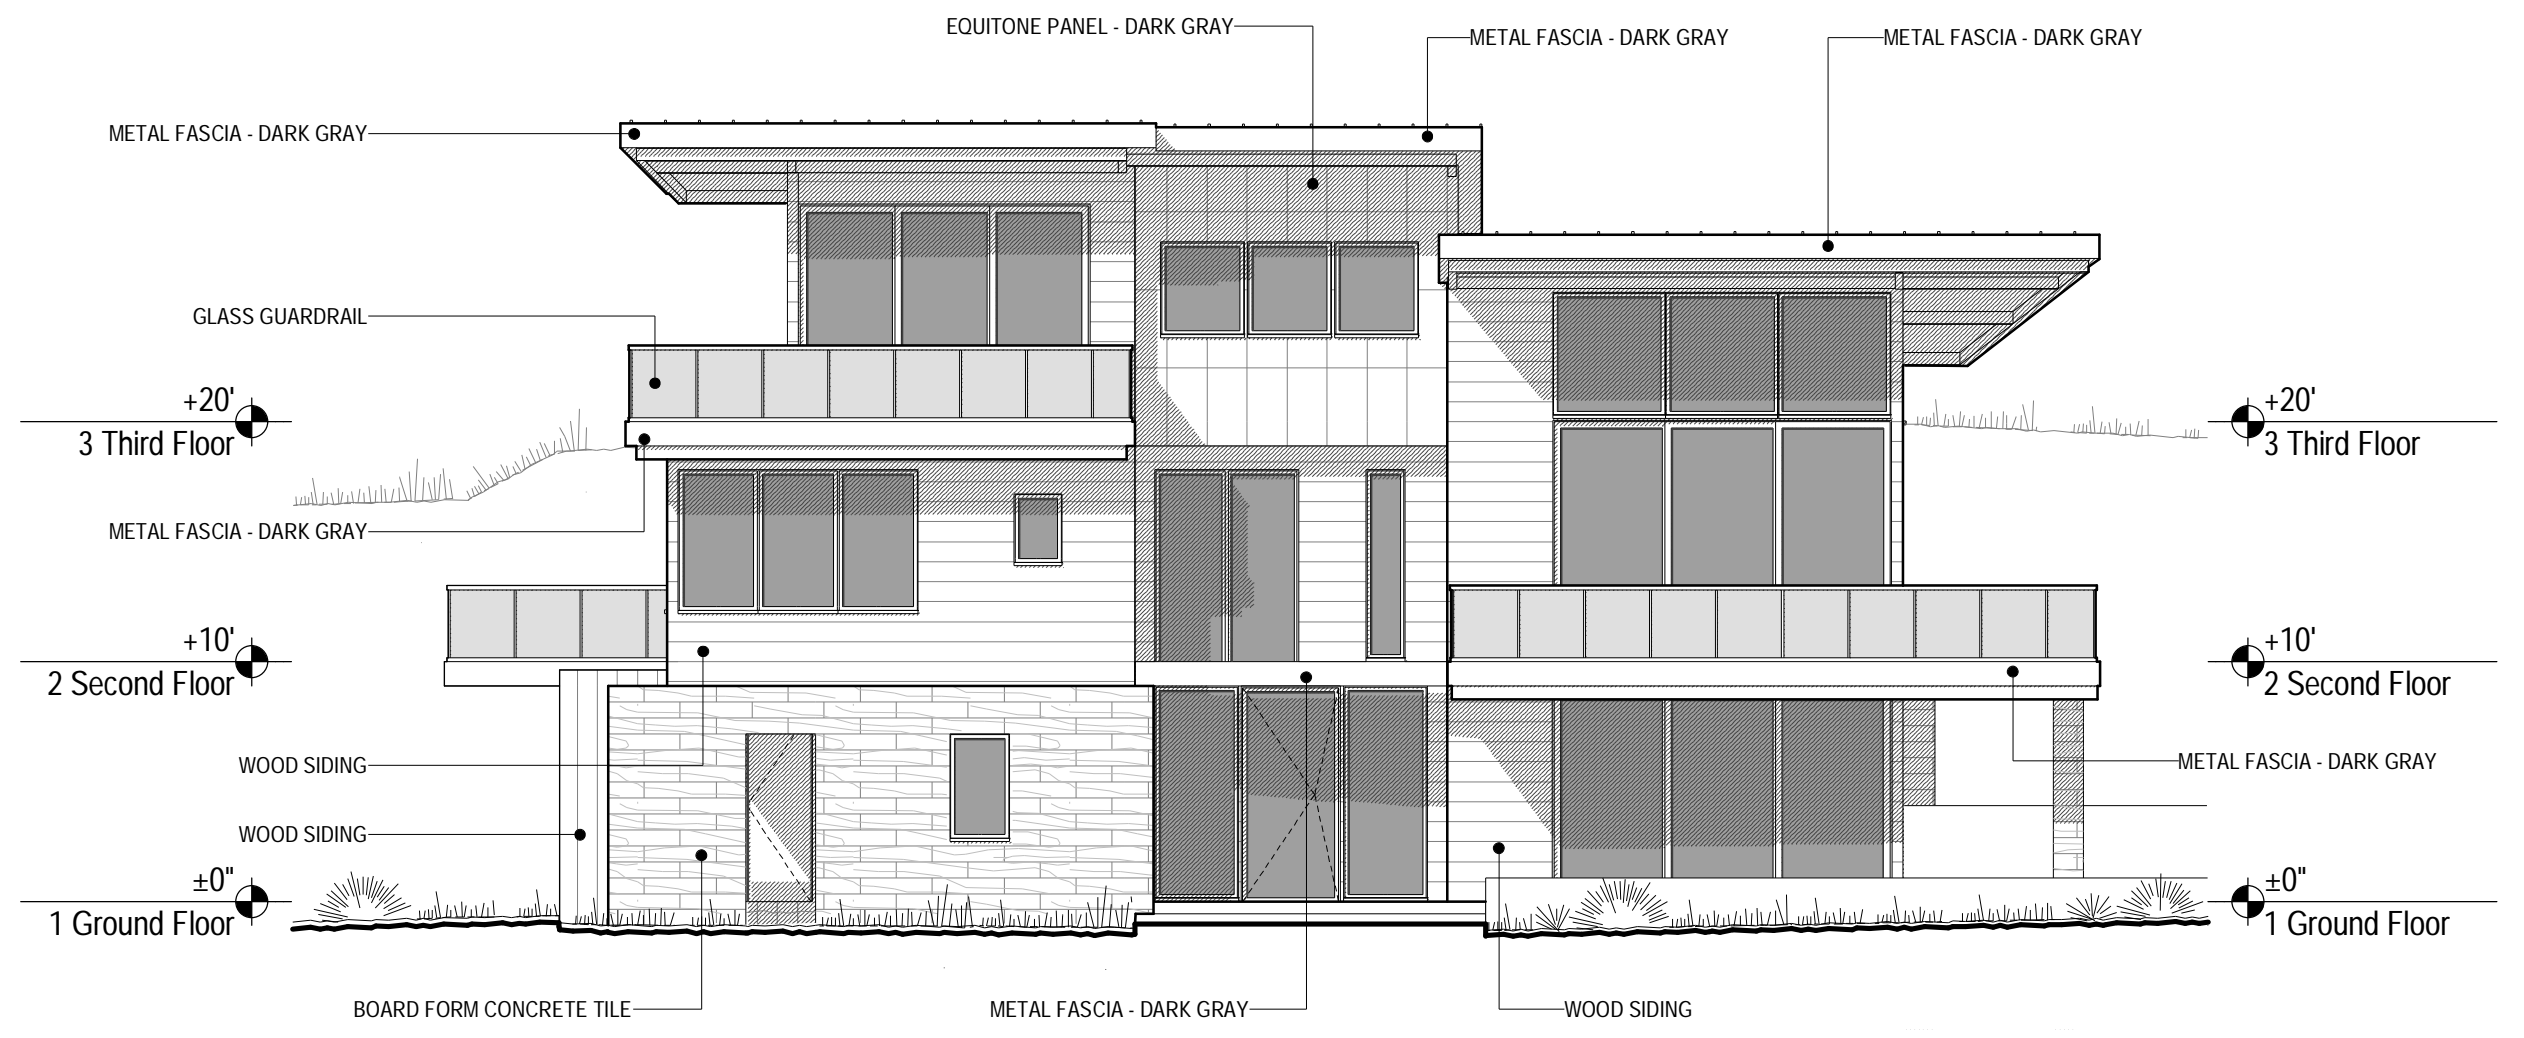 EQUITONE PANEL - DARK GRAY
METAL FASCIA - DARK GRAY
METAL FASCIA - DARK GRAY
METAL FASCIA - DARK GRAY
GLASS GUARDRAIL
+20'
3 Third Floor
+20'
3 Third Floor
METAL FASCIA - DARK GRAY
+10'
2 Second Floor
+10'
2 Second Floor
WOOD SIDING
METAL FASCIA - DARK GRAY
WOOD SIDING
±0"
1 Ground Floor
±0"
1 Ground Floor
BOARD FORM CONCRETE TILE
METAL FASCIA - DARK GRAY
WOOD SIDING